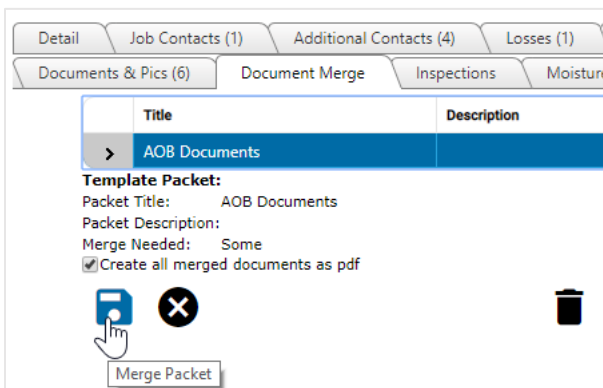 Detail Job Contacts (1) Additional Contacts (4) Losses (1)
Documents & Pics (6) Document Merge Inspections Moistur
Title Description
AOB Documents
Template Packet:
Packet Title: AOB Documents
Packet Description:
Merge Needed: Some
Create all merged documents as pdf
Merge Packet